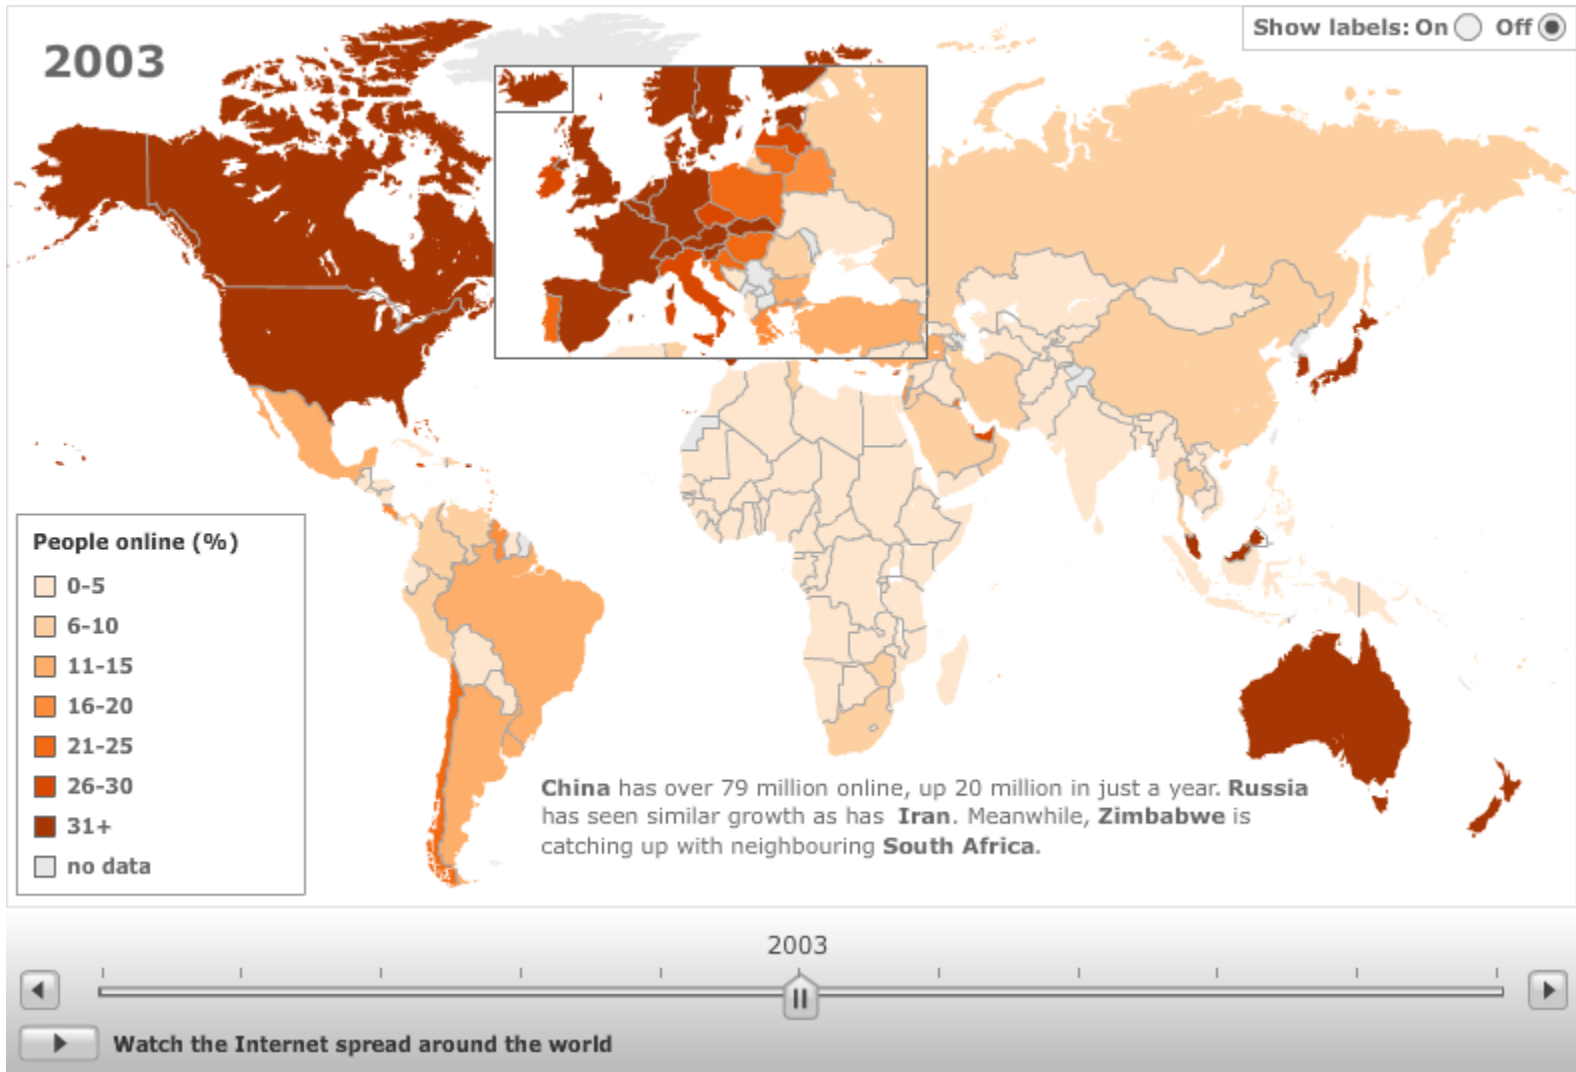 Show labels: On Off
2003
People online (%)
0-5
6-10
11-15
16-20
21-25
26-30
31+
no data
China has over 79 million online, up 20 million in just a year. Russia
has seen similar growth as has Iran. Meanwhile, Zimbabwe is
catching up with neighbouring South Africa.
2003
Watch the Internet spread around the world